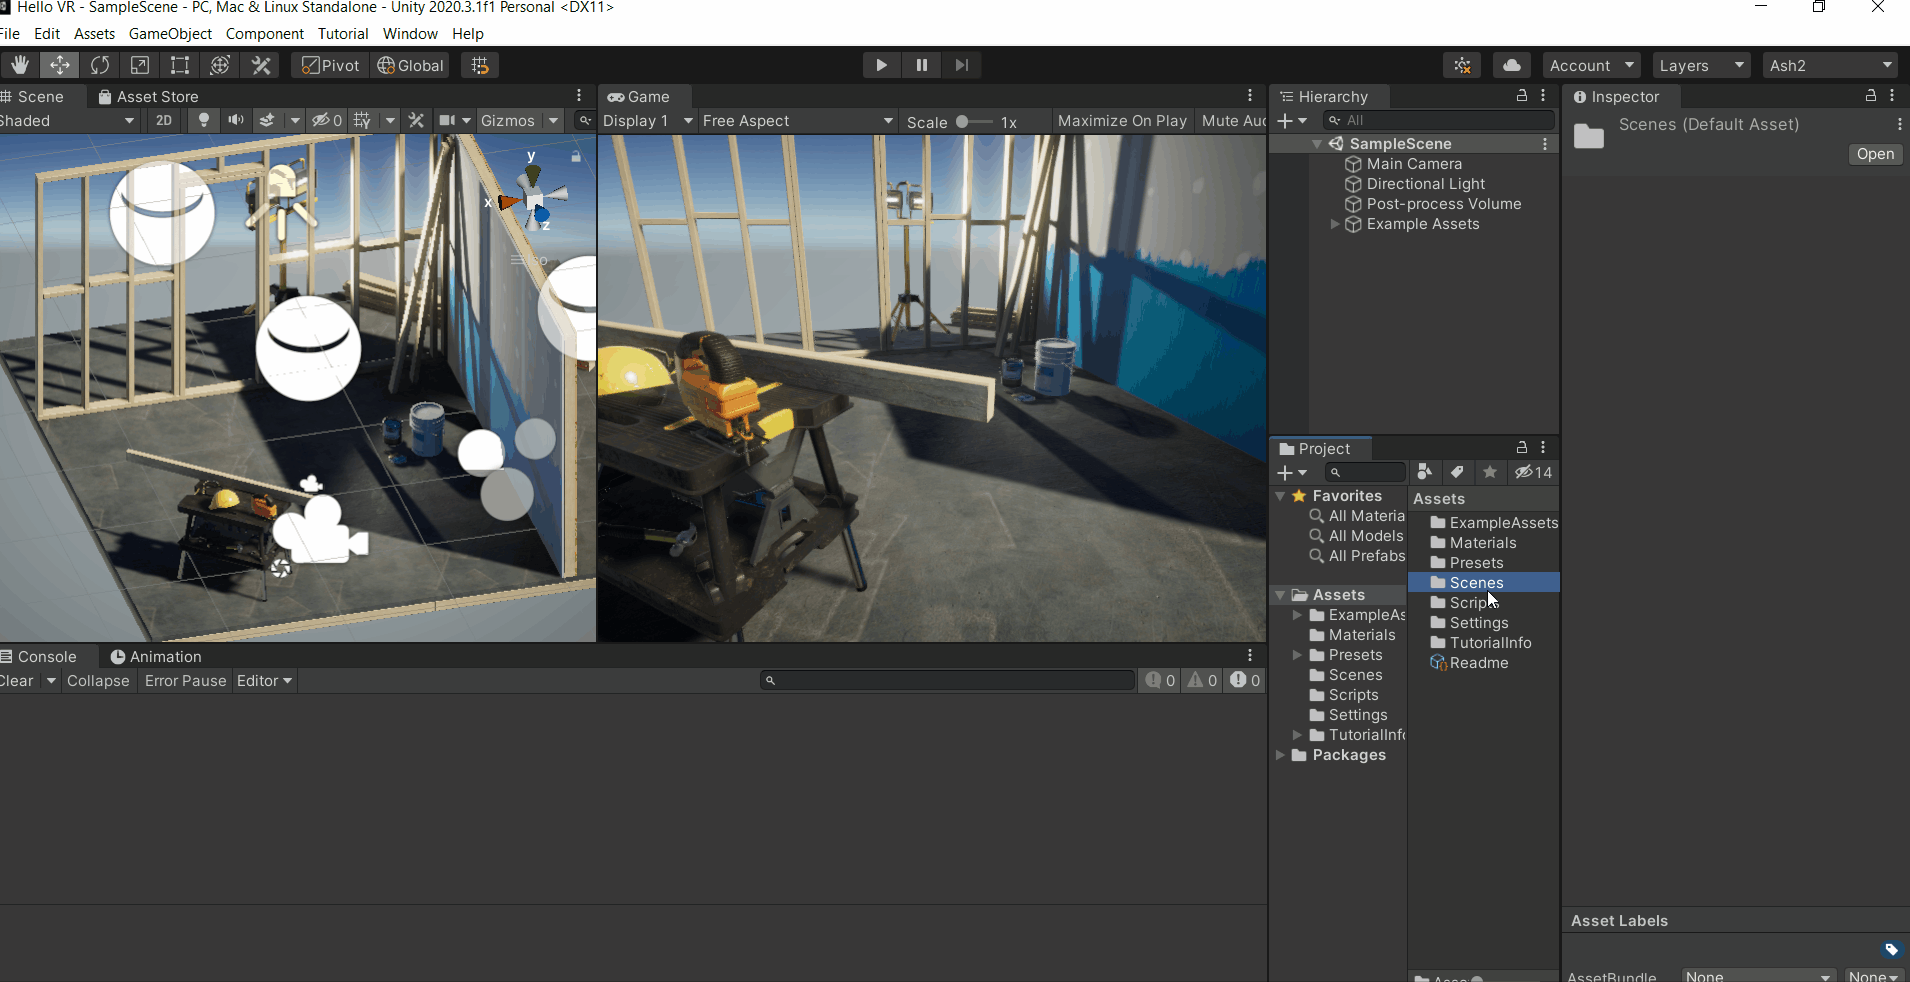 Hello VR - SampleScene - PC, Mac & Linux Standalone - Unity 2020.3.1f1 Personal <DX11>
File Edit Assets GameObject Component Tutorial Window Help
Pivot Global Account Layers Ash2
Scene Asset Store
Shaded 2D 0 Gizmos
y
x
z
Iso
Game
Display 1 Free Aspect Scale 1x Maximize On Play Mute Au
Hierarchy
All
SampleScene
Main Camera
Directional Light
Post-process Volume
Example Assets
Inspector
Scenes (Default Asset)
Open
Project
14
Favorites
All Materia
All Models
All Prefabs
Assets
ExampleAs
Materials
Presets
Scenes
Scripts
Settings
TutorialInfo
Packages
Assets
ExampleAssets
Materials
Presets
Scenes
Scripts
Settings
TutorialInfo
Readme
Console Animation
Clear Collapse Error Pause Editor 0 0 0
Asset Labels
AssetBundle None None